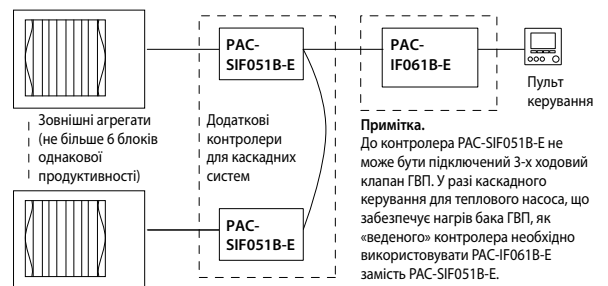 PAC-
SIF051B-E
PAC-
IF061B-E
Пульт
керування
Зовнішні агрегати
(не більше 6 блоків
однакової
продуктивності)
Додаткові
контролери
для каскадних
систем
Примітка.
До контролера PAC-SIF051B-E не
може бути підключений 3-х ходовий
клапан ГВП. У разі каскадного
керування для теплового насоса, що
забезпечує нагрів бака ГВП, як
«веденого» контролера необхідно
використовувати PAC-IF061B-E
замість PAC-SIF051B-E.
PAC-
SIF051B-E